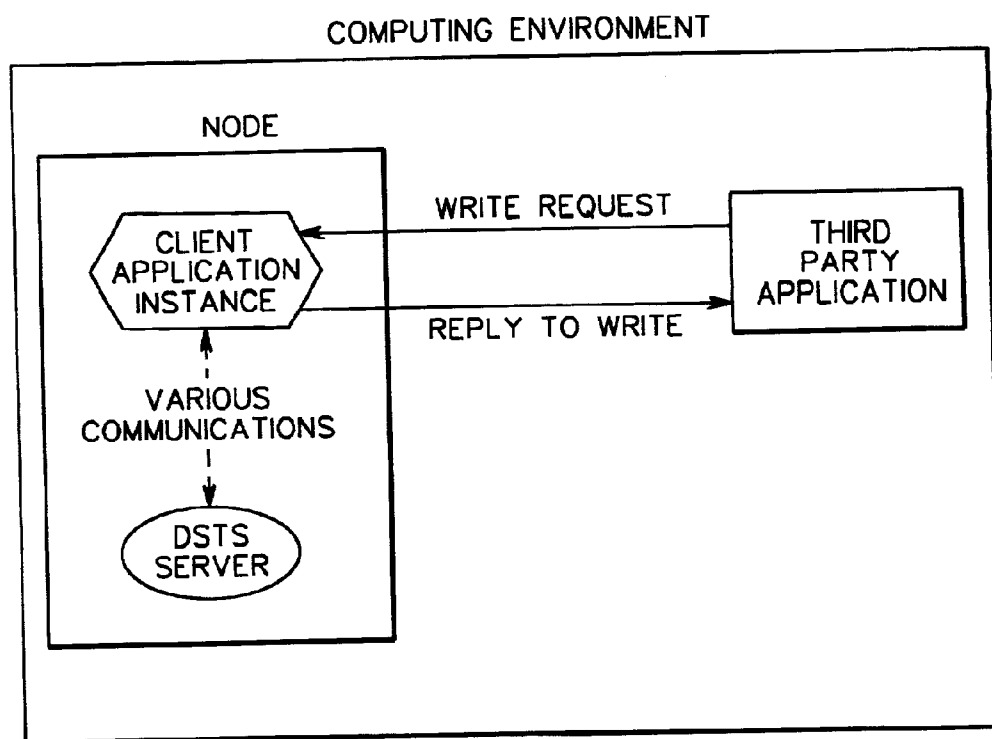 COMPUTING ENVIRONMENT
NODE
CLIENT
APPLICATION
INSTANCE
WRITE REQUEST
REPLY TO WRITE
THIRD
PARTY
APPLICATION
VARIOUS
COMMUNICATIONS
DSTS
SERVER